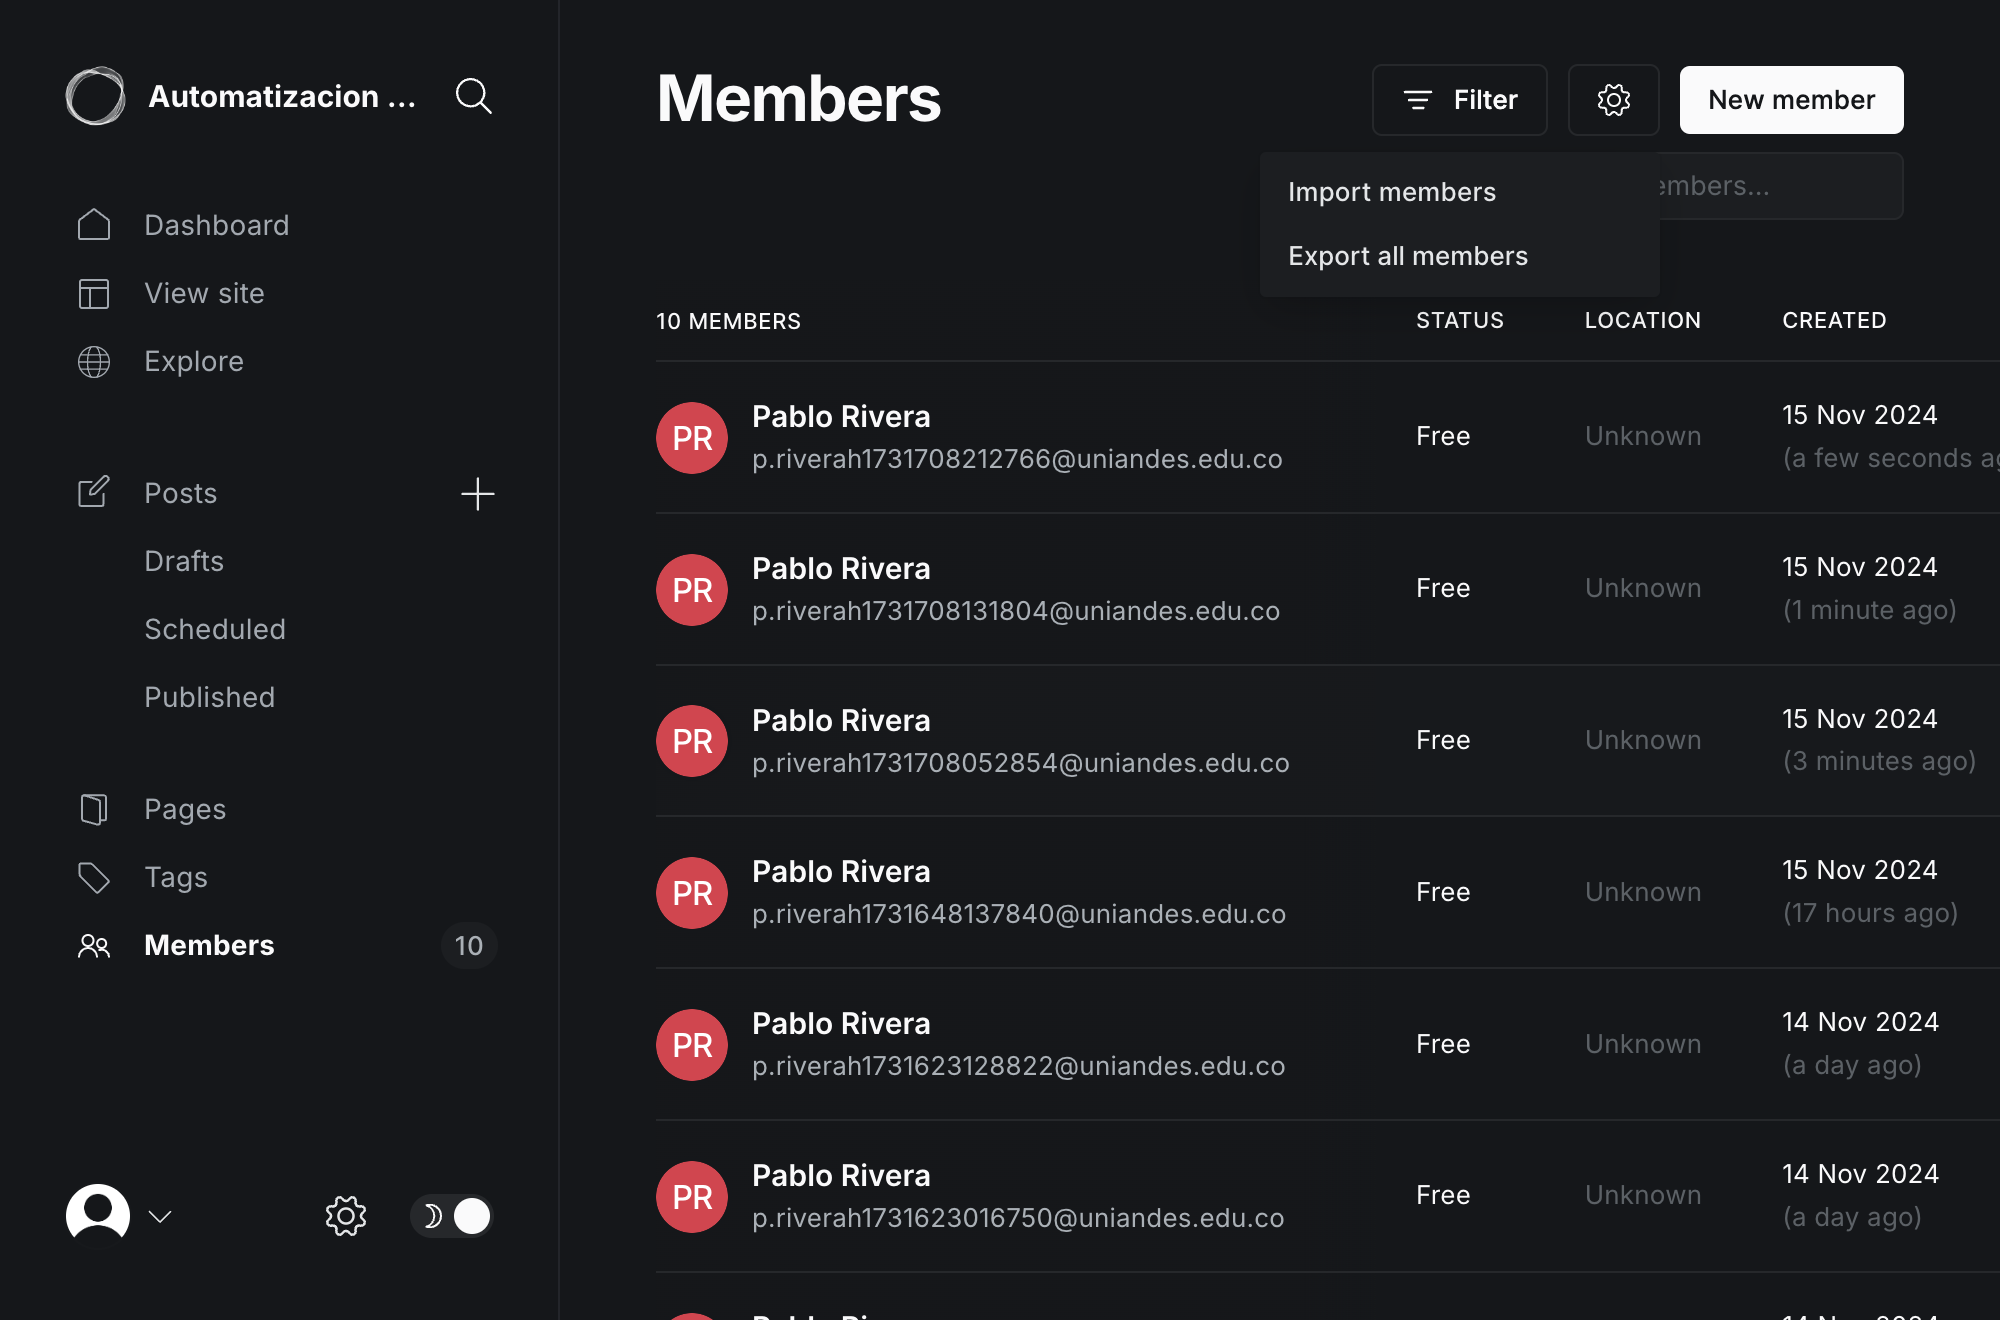 Automatizacion ...
Dashboard
View site
Explore
Posts
Drafts
Scheduled
Published
Pages
Tags
Members
10
Members
Filter
New member
Import members
Export all members
10 MEMBERS
STATUS
LOCATION
CREATED
PR
Pablo Rivera
p.riverah1731708212766@uniandes.edu.co
Free
Unknown
15 Nov 2024
(a few seconds
PR
Pablo Rivera
p.riverah1731708131804@uniandes.edu.co
Free
Unknown
15 Nov 2024
(1 minute ago)
PR
Pablo Rivera
p.riverah1731708052854@uniandes.edu.co
Free
Unknown
15 Nov 2024
(3 minutes ago)
PR
Pablo Rivera
p.riverah1731648137840@uniandes.edu.co
Free
Unknown
15 Nov 2024
(17 hours ago)
PR
Pablo Rivera
p.riverah1731623128822@uniandes.edu.co
Free
Unknown
14 Nov 2024
(a day ago)
PR
Pablo Rivera
p.riverah1731623016750@uniandes.edu.co
Free
Unknown
14 Nov 2024
(a day ago)